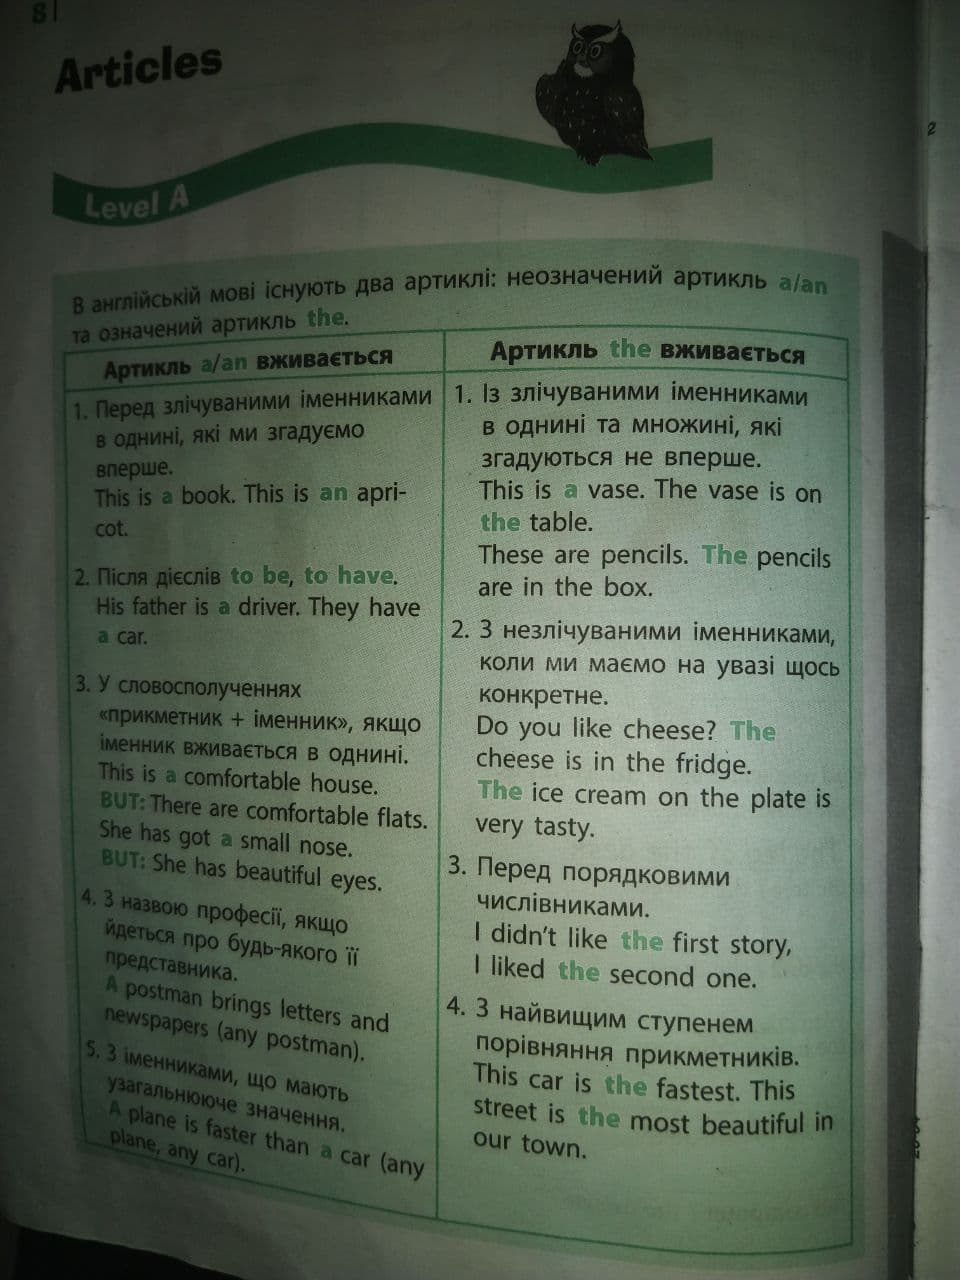 8
Articles
Level A
В англійській мові існують два артиклі: неозначений артикль a/an
та означений артикль the.
Артикль a/an вживається
1. Перед злічуваними іменниками
в однині, які ми згадуємо
вперше.
This is a book. This is an apri-
cot.
2. Після дієслів to be, to have.
His father is a driver. They have
a car.
3. У словосполученнях
«прикметник + іменник», якщо
іменник вживається в однині.
This is a comfortable house.
BUT: There are comfortable flats.
She has got a small nose.
BUT: She has beautiful eyes.
4. З назвою професії, якщо
йдеться про будь-якого її
представника.
A postman brings letters and
newspapers (any postman).
5. З іменниками, що мають
узагальнююче значення.
A plane is faster than a car (any
plane, any car).
Артикль the вживається
1. Із злічуваними іменниками
в однині та множині, які
згадуються не вперше.
This is a vase. The vase is on
the table.
These are pencils. The pencils
are in the box.
2. З незлічуваними іменниками,
коли ми маємо на увазі щось
конкретне.
Do you like cheese? The
cheese is in the fridge.
The ice cream on the plate is
very tasty.
3. Перед порядковими
числівниками.
I didn't like the first story,
I liked the second one.
4. З найвищим ступенем
порівняння прикметників.
This car is the fastest. This
street is the most beautiful in
our town.
2